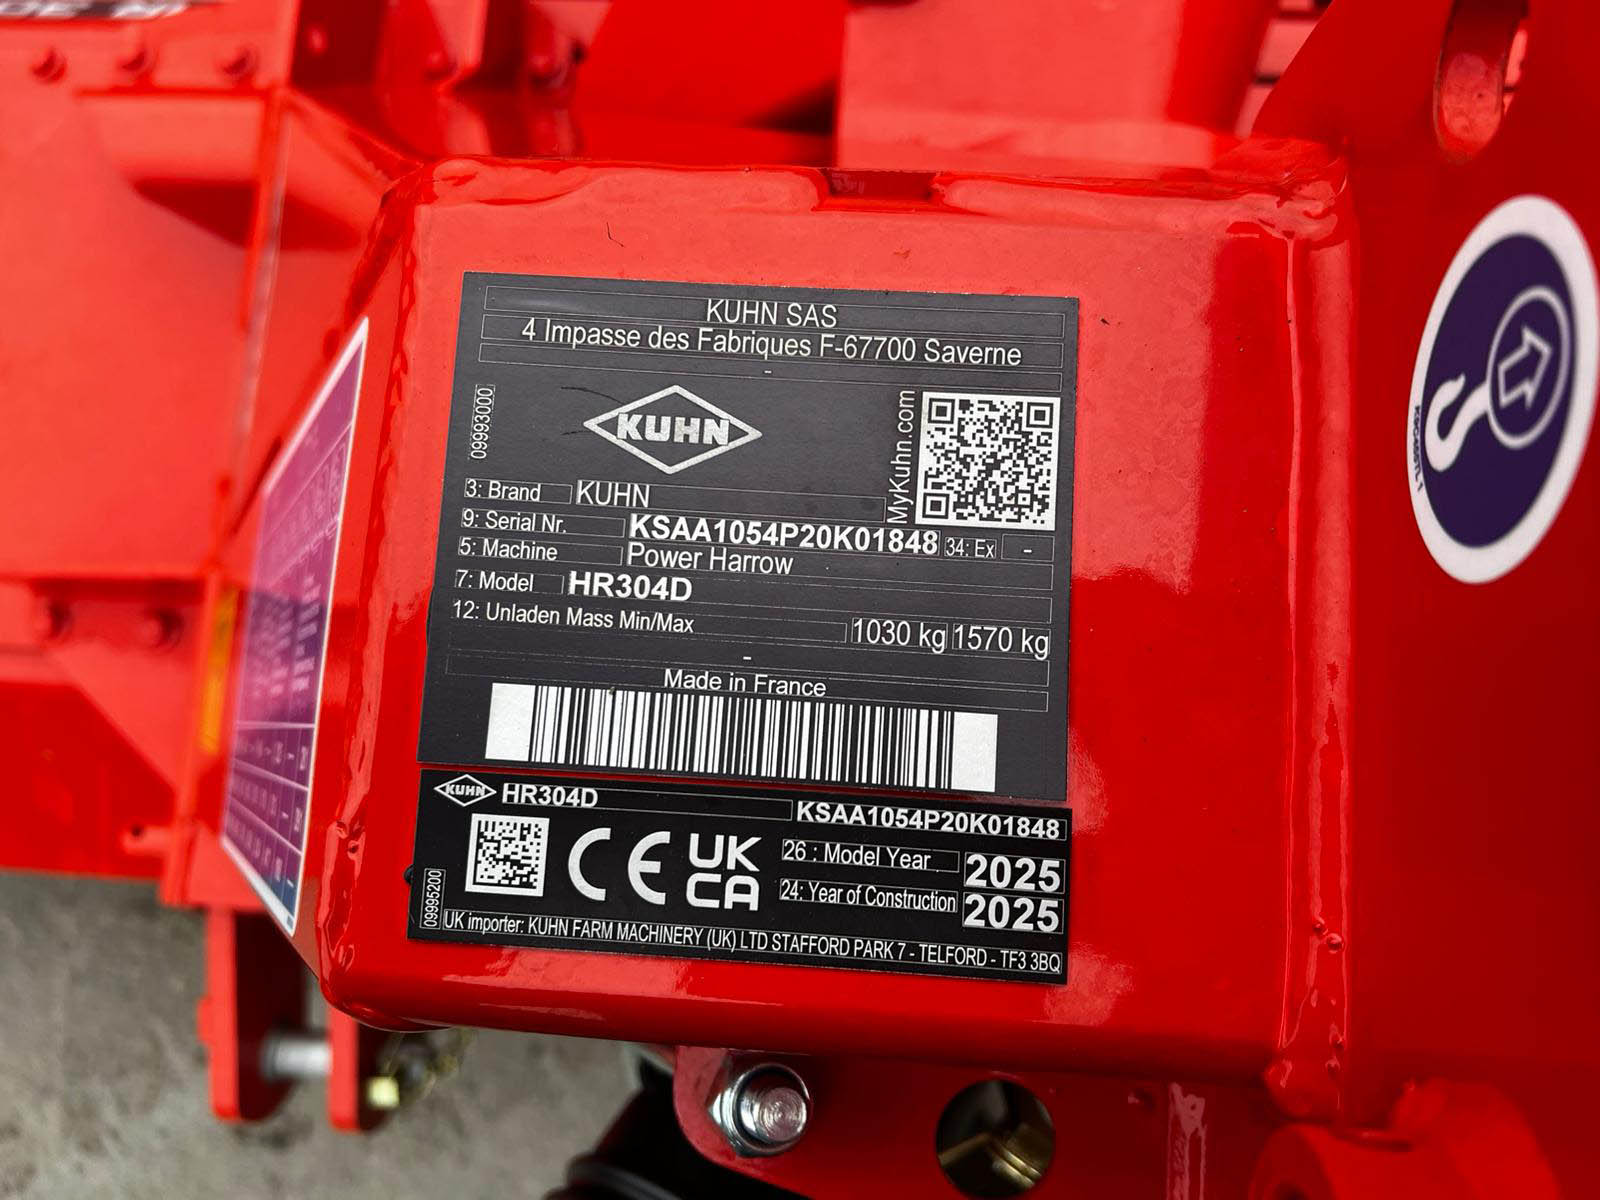 KUHN SAS
4 Impasse des Fabriques F-67700 Saverne
-
09993000
KUHN
MyKuhn.com
3: Brand KUHN
9: Serial Nr. KSAA1054P20K01848 34: Ex -
5: Machine Power Harrow
7: Model HR304D
12: Unladen Mass Min/Max 1030 kg 1570 kg
-
Made in France
KUHN HR304D KSAA1054P20K01848
09995200
CE UK CA
26 : Model Year 2025
24: Year of Construction 2025
UK importer: KUHN FARM MACHINERY (UK) LTD STAFFORD PARK 7 - TELFORD - TF3 3BQ